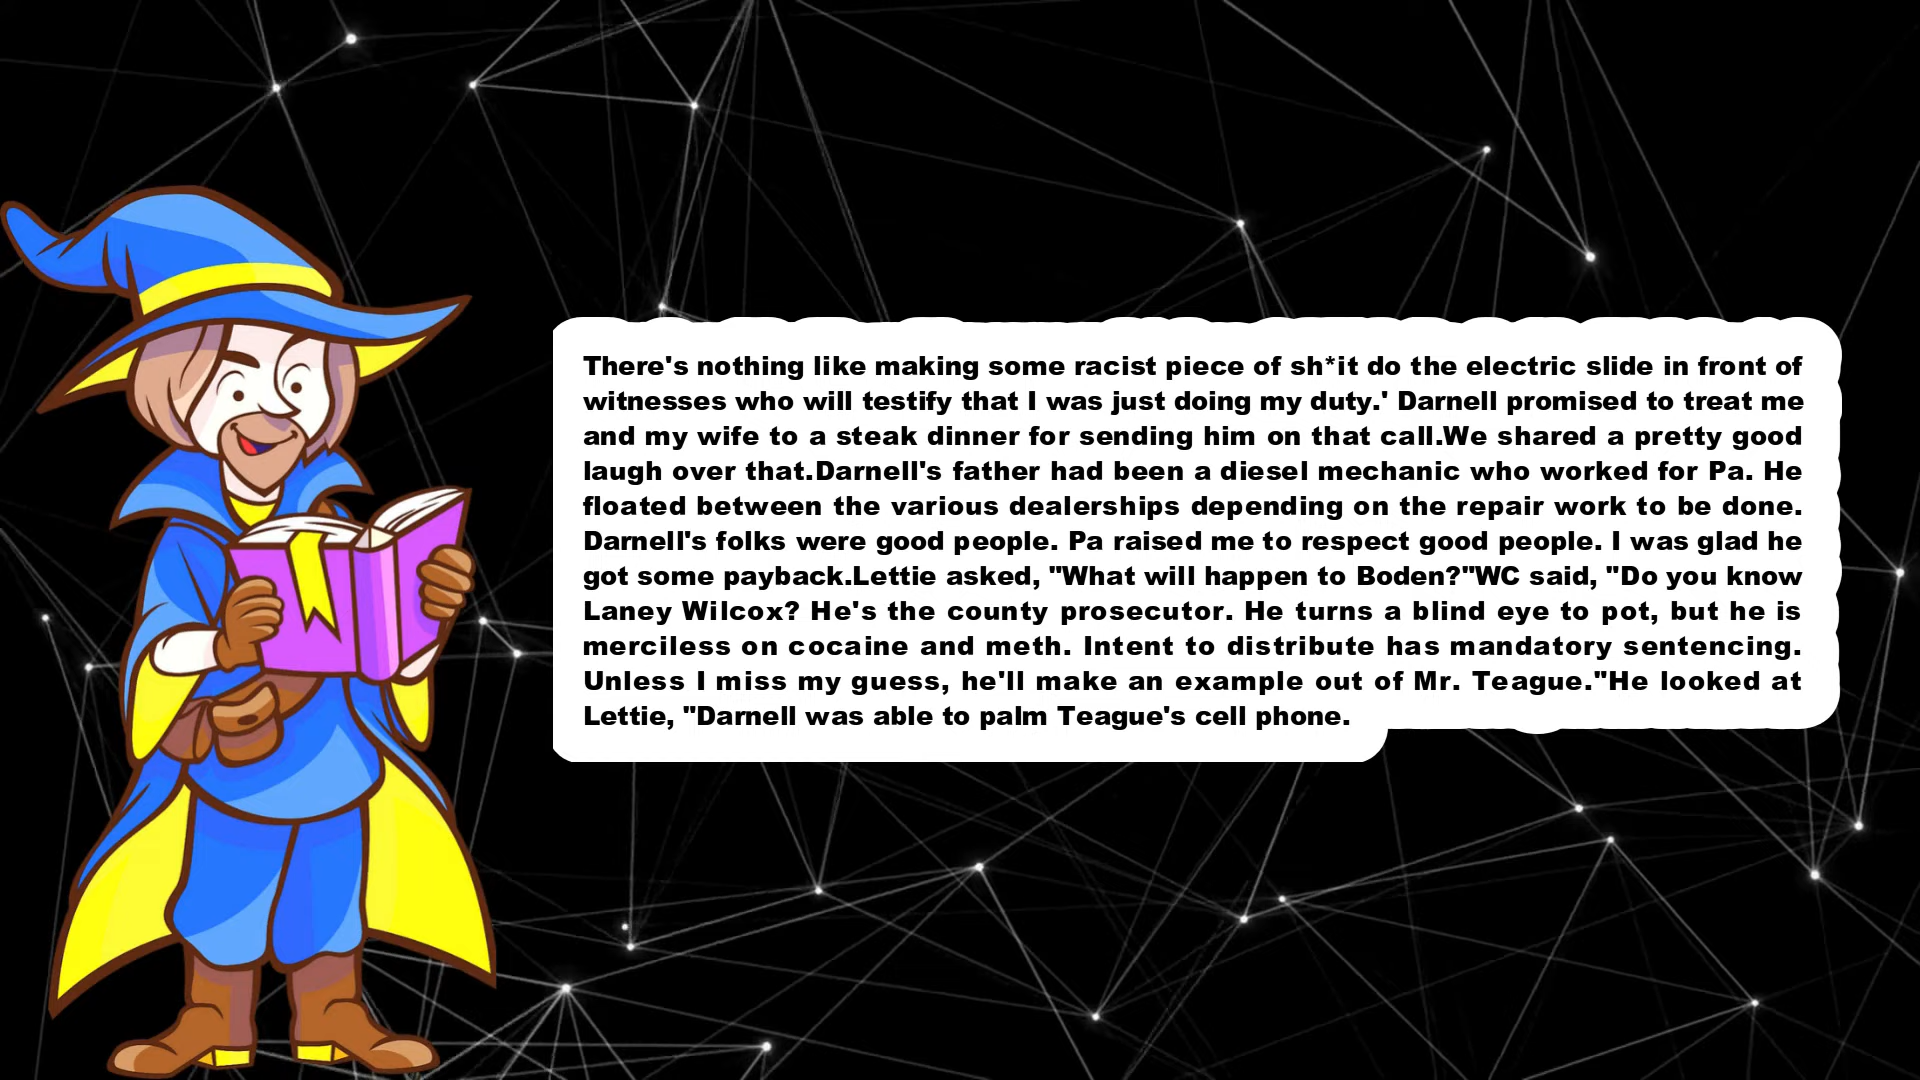 There's nothing like making some racist piece of sh*it do the electric slide in front of
witnesses who will testify that I was just doing my duty.' Darnell promised to treat me
and my wife to a steak dinner for sending him on that call.We shared a pretty good
laugh over that.Darnell's father had been a diesel mechanic who worked for Pa. He
floated between the various dealerships depending on the repair work to be done.
Darnell's folks were good people. Pa raised me to respect good people. I was glad he
got some payback.Lettie asked, "What will happen to Boden?"WC said, "Do you know
Laney Wilcox? He's the county prosecutor. He turns a blind eye to pot, but he is
merciless on cocaine and meth. Intent to distribute has mandatory sentencing.
Unless I miss my guess, he'll make an example out of Mr. Teague."He looked at
Lettie, "Darnell was able to palm Teague's cell phone.